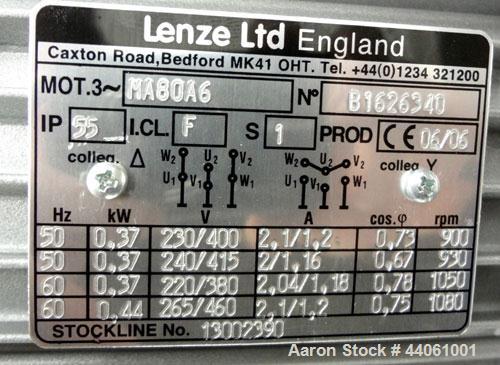 Lenze Ltd England
Caxton Road,Bedford MK41 OHT. Tel. +44(0)1234 321200
MOT.3~ MA80A6 Nº B1626340
IP 55 I.CL. F S 1 PROD CE 06/06
colleg. Δ W2 U2 V2 U1 V1 W1 W2 U2 V2 U1 V1 W1 colleg Y
Hz kW V A cos.φ rpm
50 0,37 230/400 2,1/1,2 0,73 900
50 0,37 240/415 2/1,16 0,67 930
60 0,37 220/380 2,04/1,18 0,78 1050
60 0,44 265/460 2,1/1,2 0,75 1080
STOCKLINE No. 13002390
Aaron Stock # 44061001